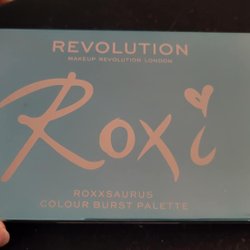 REVOLUTION
MAKEUP REVOLUTION LONDON
Roxi
ROXXSAURUS
COLOUR BURST PALETTE